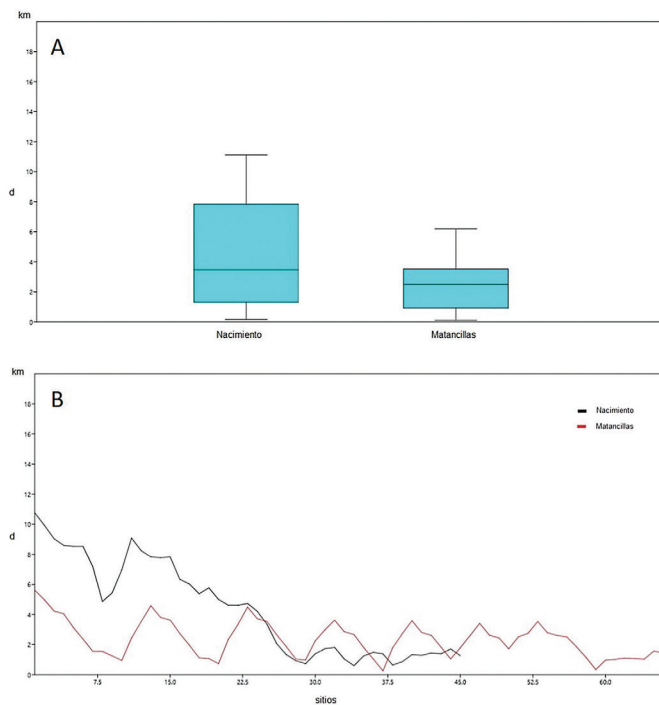 km
A
18
16
14
12
10
d
8
6
4
2
0
Nacimiento Matancillas
km
B
18
Nacimiento
16
Matancillas
14
12
10
d
8
6
4
2
0
7.5 15.0 22.5 30.0 37.5 45.0 52.5 60.0
sitios